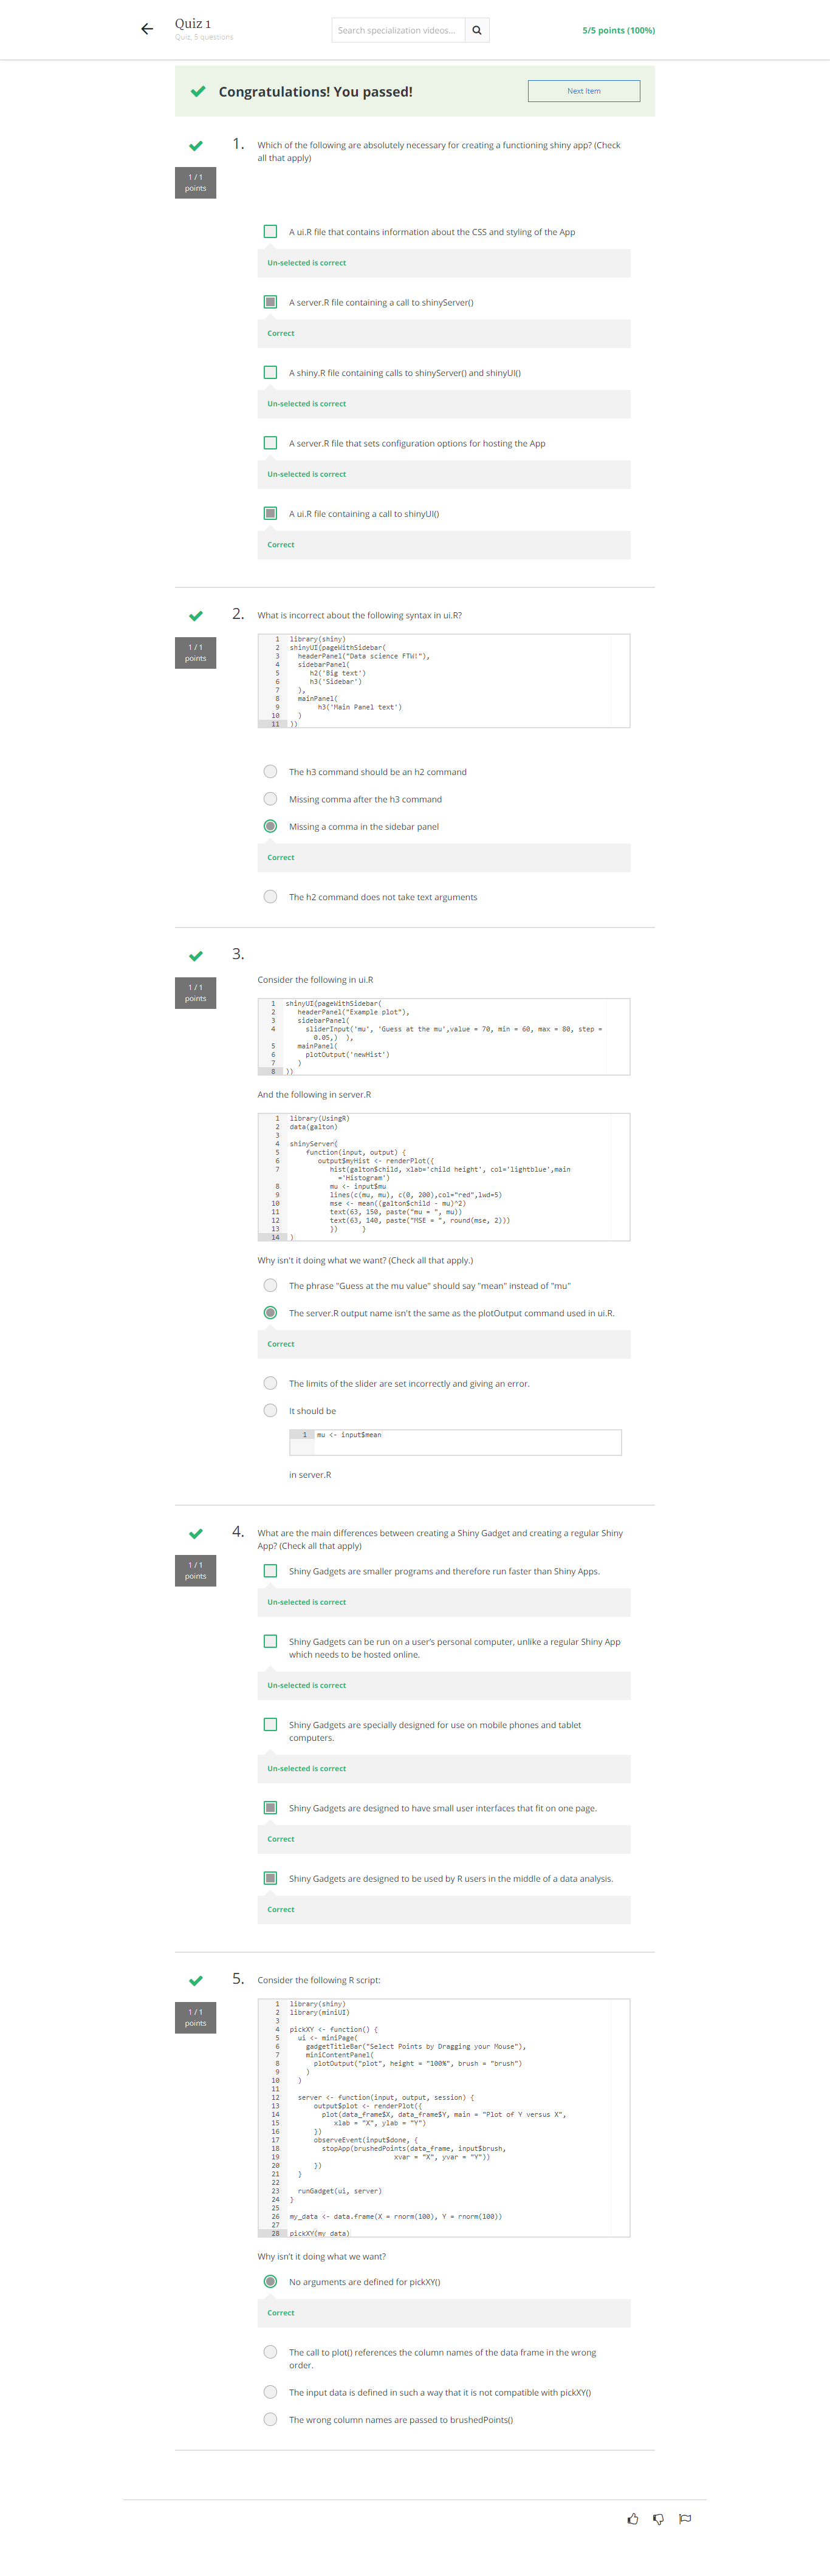 Quiz 1
Quiz, 5 questions
Search specialization videos...
5/5 points (100%)
Congratulations! You passed!
Next Item
1.
Which of the following are absolutely necessary for creating a functioning shiny app? (Check
all that apply)
1 / 1
points
A ui.R file that contains information about the CSS and styling of the App
Un-selected is correct
A server.R file containing a call to shinyServer()
Correct
A shiny.R file containing calls to shinyServer() and shinyUI()
Un-selected is correct
A server.R file that sets configuration options for hosting the App
Un-selected is correct
A ui.R file containing a call to shinyUI()
Correct
2.
What is incorrect about the following syntax in ui.R?
1 / 1
points
1 library(shiny)
2 shinyUI(pageWithSidebar(
3 headerPanel("Data science FTW!"),
4 sidebarPanel(
5 h2('Big text')
6 h3('Sidebar')
7 ),
8 mainPanel(
9 h3('Main Panel text')
10 )
11 ))
The h3 command should be an h2 command
Missing comma after the h3 command
Missing a comma in the sidebar panel
Correct
The h2 command does not take text arguments
3.
1 / 1
points
Consider the following in ui.R
1 shinyUI(pageWithSidebar(
2 headerPanel("Example plot"),
3 sidebarPanel(
4 sliderInput('mu', 'Guess at the mu',value = 70, min = 60, max = 80, step =
0.05,) ),
5 mainPanel(
6 plotOutput('newHist')
7 )
8 ))
And the following in server.R
1 library(UsingR)
2 data(galton)
3
4 shinyServer(
5 function(input, output) {
6 output$myHist <- renderPlot({
7 hist(galton$child, xlab='child height', col='lightblue',main
='Histogram')
8 mu <- input$mu
9 lines(c(mu, mu), c(0, 200),col="red",lwd=5)
10 mse <- mean((galton$child - mu)^2)
11 text(63, 150, paste("mu = ", mu))
12 text(63, 140, paste("MSE = ", round(mse, 2)))
13 }) }
14 )
Why isn't it doing what we want? (Check all that apply.)
The phrase "Guess at the mu value" should say "mean" instead of "mu"
The server.R output name isn't the same as the plotOutput command used in ui.R.
Correct
The limits of the slider are set incorrectly and giving an error.
It should be
1 mu <- input$mean
in server.R
4.
What are the main differences between creating a Shiny Gadget and creating a regular Shiny
App? (Check all that apply)
1 / 1
points
Shiny Gadgets are smaller programs and therefore run faster than Shiny Apps.
Un-selected is correct
Shiny Gadgets can be run on a user's personal computer, unlike a regular Shiny App
which needs to be hosted online.
Un-selected is correct
Shiny Gadgets are specially designed for use on mobile phones and tablet
computers.
Un-selected is correct
Shiny Gadgets are designed to have small user interfaces that fit on one page.
Correct
Shiny Gadgets are designed to be used by R users in the middle of a data analysis.
Correct
5.
Consider the following R script:
1 / 1
points
1 library(shiny)
2 library(miniUI)
3
4 pickXY <- function() {
5 ui <- miniPage(
6 gadgetTitleBar("Select Points by Dragging your Mouse"),
7 miniContentPanel(
8 plotOutput("plot", height = "100%", brush = "brush")
9 )
10 )
11
12 server <- function(input, output, session) {
13 output$plot <- renderPlot({
14 plot(data_frame$X, data_frame$Y, main = "Plot of Y versus X",
15 xlab = "X", ylab = "Y")
16 })
17 observeEvent(input$done, {
18 stopApp(brushedPoints(data_frame, input$brush,
19 xvar = "X", yvar = "Y"))
20 })
21 }
22
23 runGadget(ui, server)
24 }
25
26 my_data <- data.frame(X = rnorm(100), Y = rnorm(100))
27
28 pickXY(my_data)
Why isn't it doing what we want?
No arguments are defined for pickXY()
Correct
The call to plot() references the column names of the data frame in the wrong
order.
The input data is defined in such a way that it is not compatible with pickXY()
The wrong column names are passed to brushedPoints()